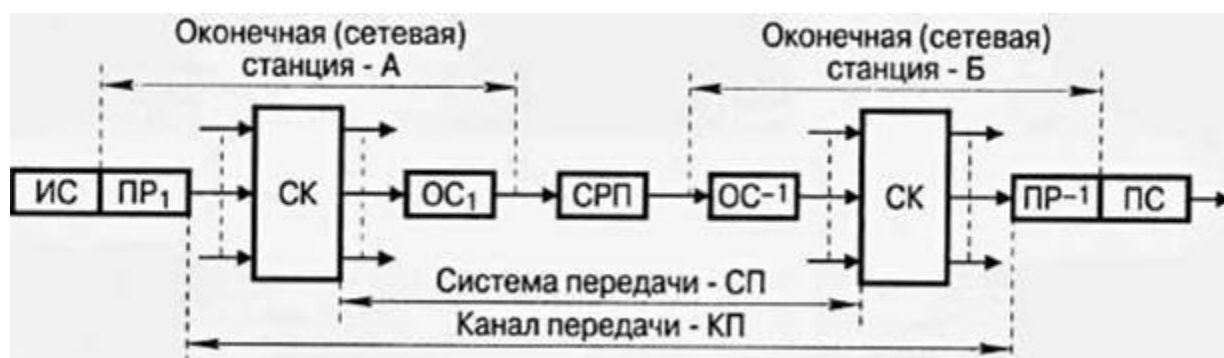 Оконечная (сетевая)
станция - А
Оконечная (сетевая)
станция - Б
ИС ПР₁ СК ОС₁ СРП ОС⁻¹ СК ПР⁻¹ ПС
Система передачи - СП
Канал передачи - КП